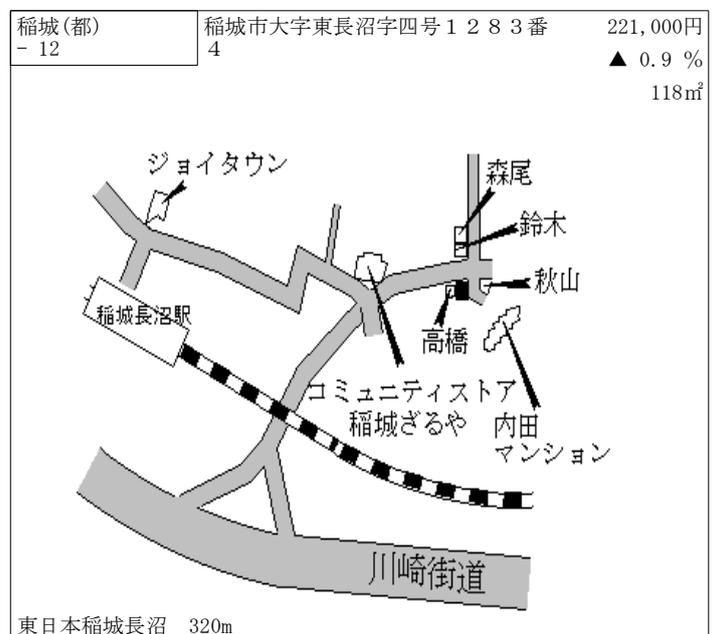 稲城(都)
- 12
稲城市大字東長沼字四号１２８３番
4
221,000円
▲ 0.9 %
118㎡
ジョイタウン
森尾
鈴木
秋山
稲城長沼駅
高橋
コミュニティストア
稲城ざるや
内田
マンション
川崎街道
東日本稲城長沼 320m